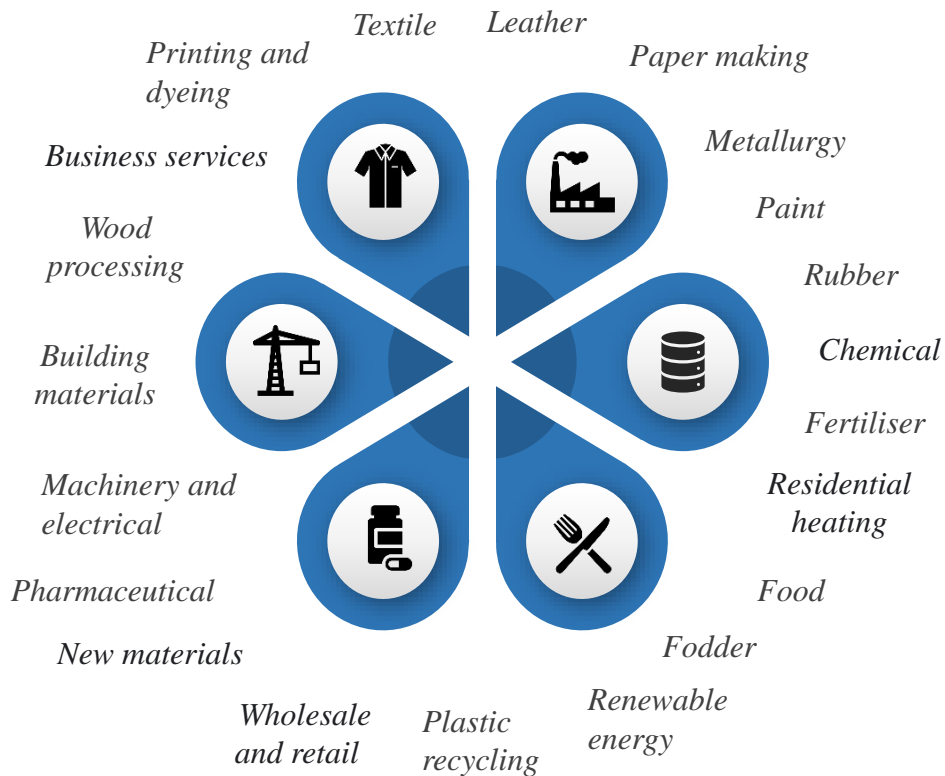 Textile
Leather
Printing and
dyeing
Paper making
Business services
Metallurgy
Wood
processing
Paint
Rubber
Building
materials
Chemical
Fertiliser
Machinery and
electrical
Residential
heating
Pharmaceutical
Food
New materials
Fodder
Wholesale
and retail
Plastic
recycling
Renewable
energy